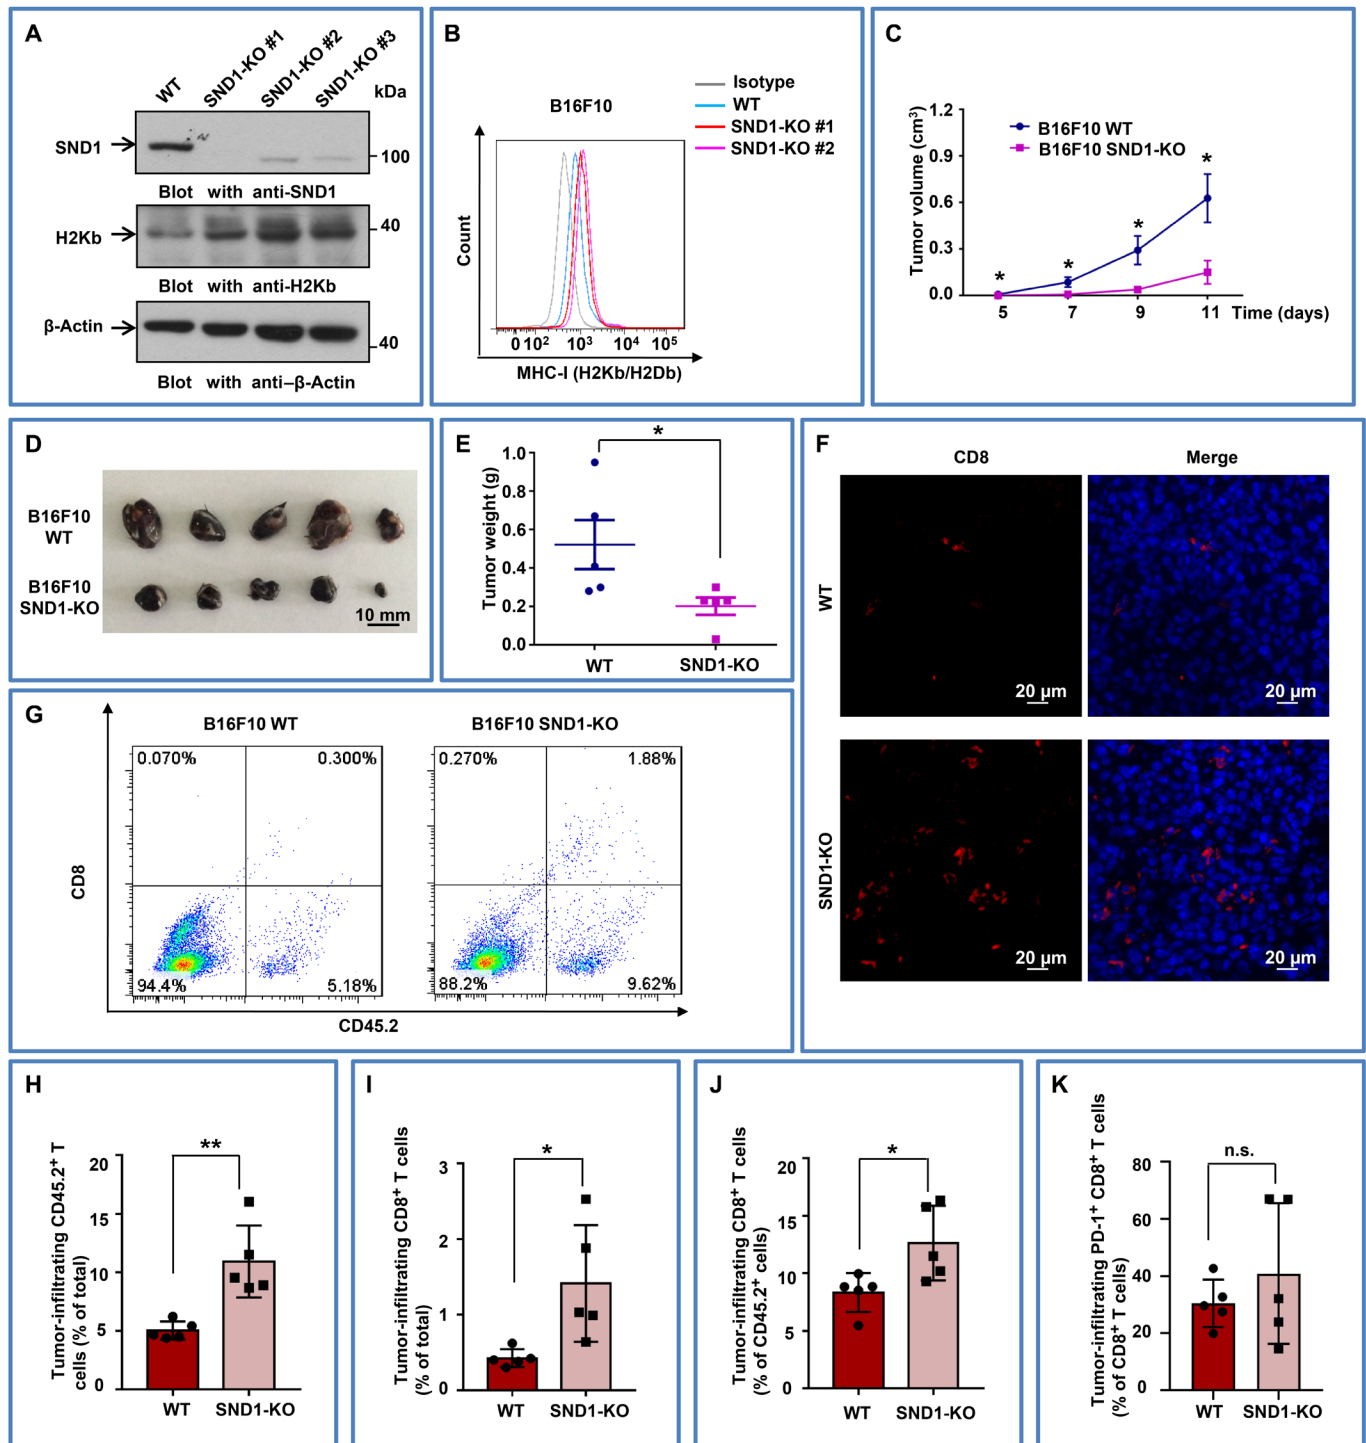 A
WT
SND1-KO #1
SND1-KO #2
SND1-KO #3
kDa
SND1
100
Blot with anti-SND1
H2Kb
40
Blot with anti-H2Kb
β-Actin
40
Blot with anti–β-Actin
B
B16F10
Isotype
WT
SND1-KO #1
SND1-KO #2
Count
0 10² 10³ 10⁴ 10⁵
MHC-I (H2Kb/H2Db)
C
Tumor volume (cm³)
1.2
0.9
0.6
0.3
0.0
B16F10 WT
B16F10 SND1-KO
* * * *
5 7 9 11 Time (days)
D
B16F10
WT
B16F10
SND1-KO
10 mm
E
*
Tumor weight (g)
1.0
0.8
0.6
0.4
0.2
0.0
WT SND1-KO
F
CD8 Merge
WT
20 µm 20 µm
SND1-KO
20 µm 20 µm
G
B16F10 WT B16F10 SND1-KO
0.070% 0.300% 0.270% 1.88%
CD8
94.4% 5.18% 88.2% 9.62%
CD45.2
H
Tumor-infiltrating CD45.2⁺ T
cells (% of total)
**
20
15
10
5
0
WT SND1-KO
I
Tumor-infiltrating CD8⁺ T cells
(% of total)
*
3
2
1
0
WT SND1-KO
J
Tumor-infiltrating CD8⁺ T cells
(% of CD45.2⁺ cells)
*
20
15
10
5
0
WT SND1-KO
K
Tumor-infiltrating PD-1⁺ CD8⁺ T cells
(% of CD8⁺ T cells)
n.s.
80
60
40
20
0
WT SND1-KO